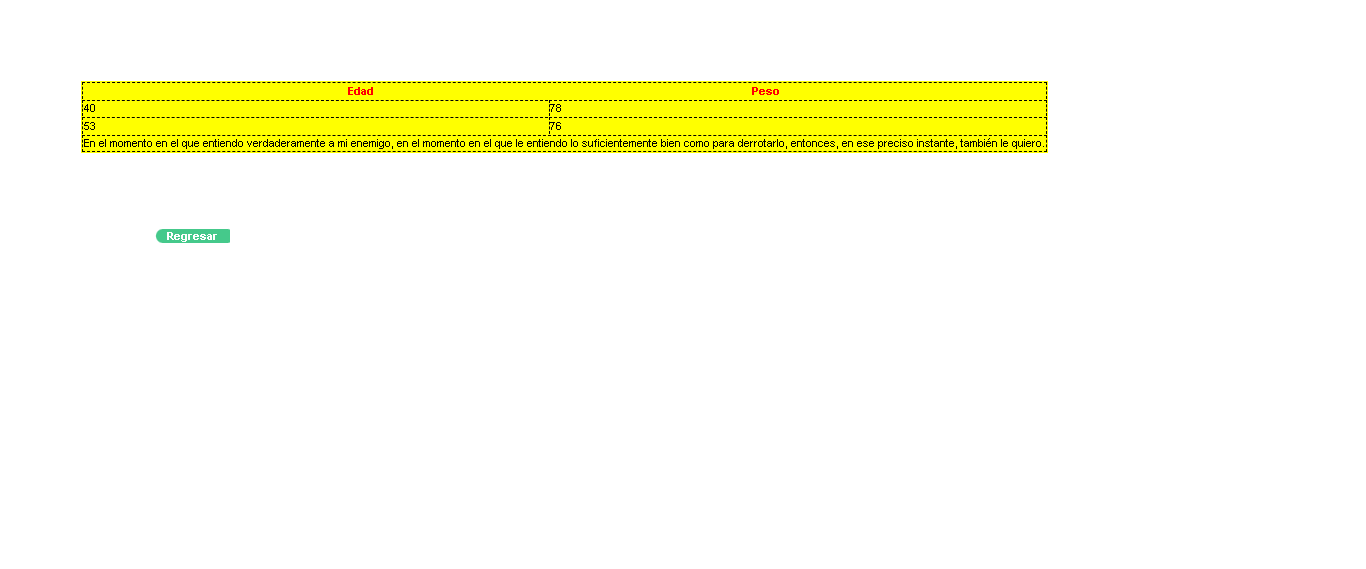 Edad Peso
40 78
53 76
En el momento en el que entiendo verdaderamente a mi enemigo, en el momento en el que le entiendo lo suficientemente bien como para derrotarlo, entonces, en ese preciso instante, también le quiero.
Regresar